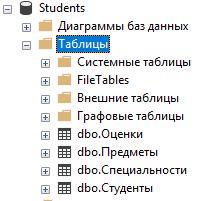 Students
Диаграммы баз данных
Таблицы
Системные таблицы
FileTables
Внешние таблицы
Графовые таблицы
dbo.Оценки
dbo.Предметы
dbo.Специальности
dbo.Студенты